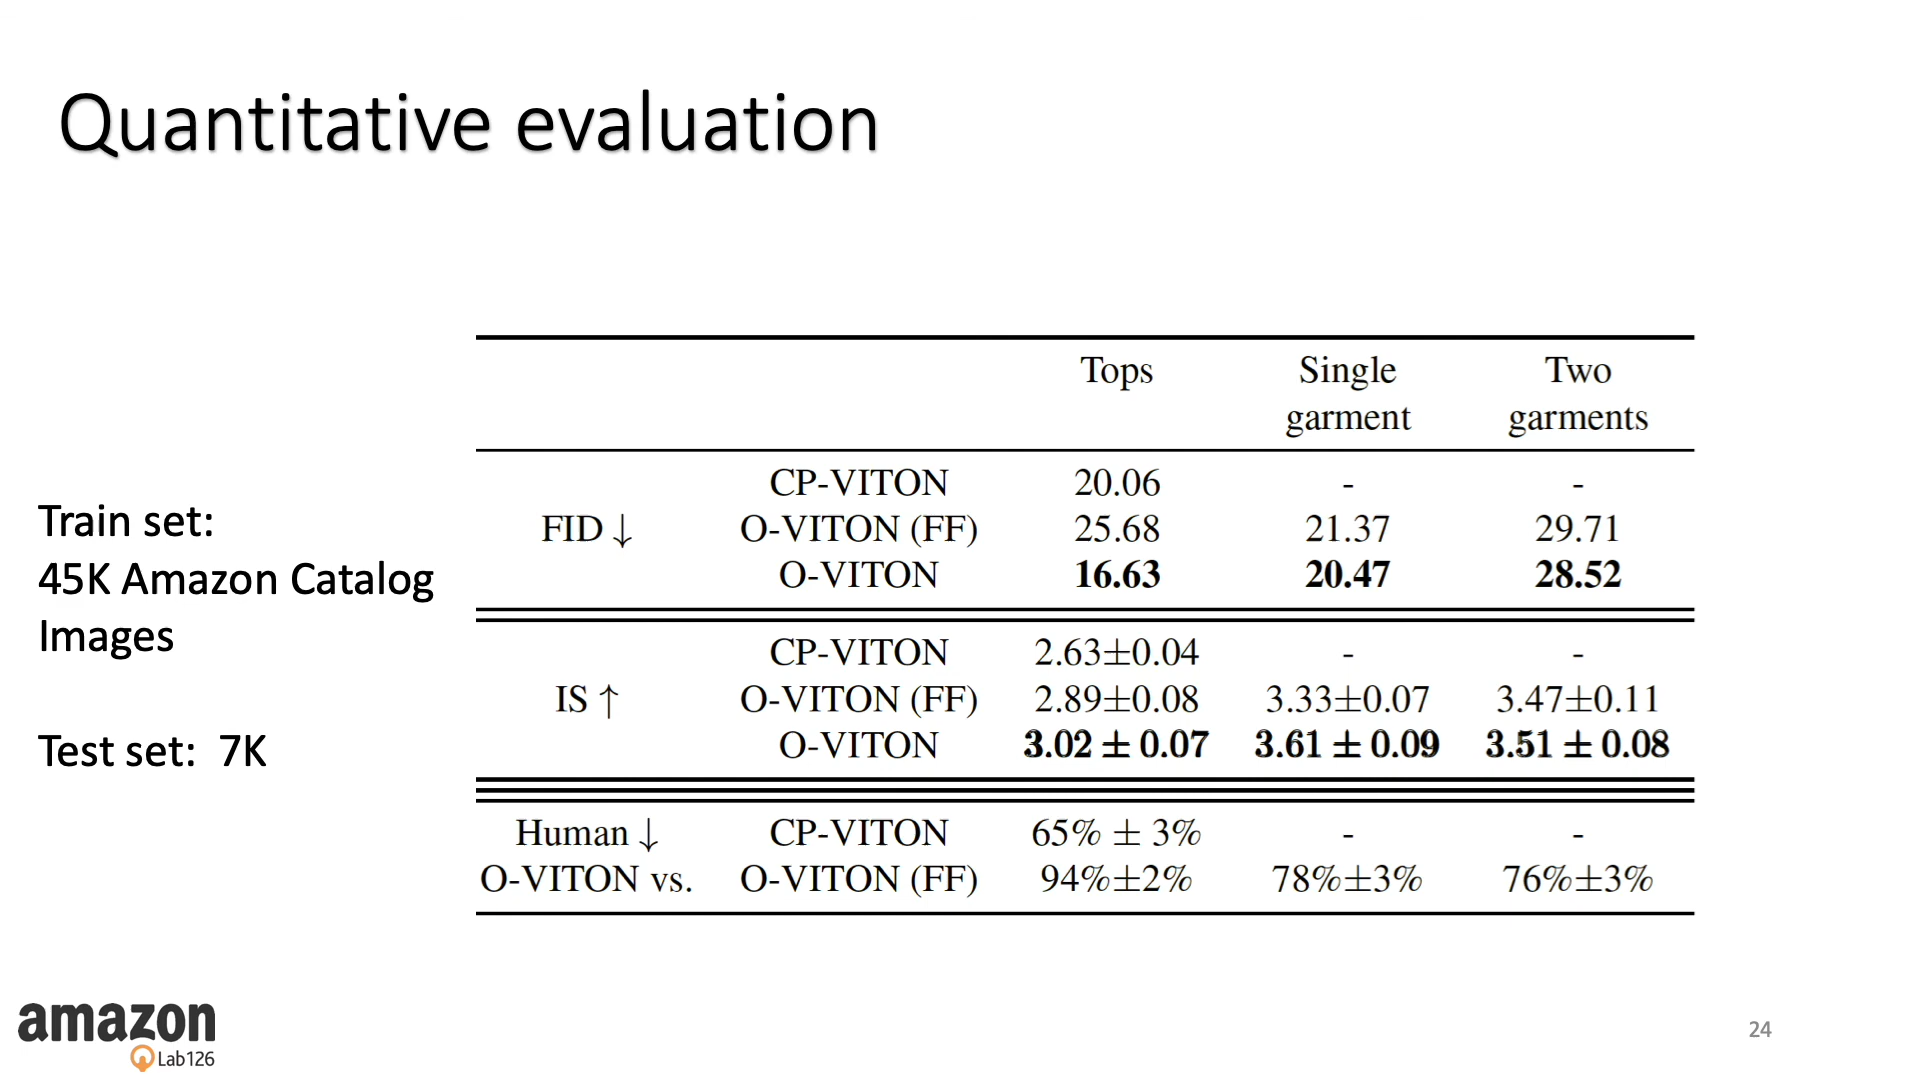 Quantitative evaluation
Train set:
45K Amazon Catalog
Images
Test set: 7K
Tops Single garment Two garments
FID ↓ CP-VITON 20.06 - -
O-VITON (FF) 25.68 21.37 29.71
O-VITON 16.63 20.47 28.52
IS ↑ CP-VITON 2.63±0.04 - -
O-VITON (FF) 2.89±0.08 3.33±0.07 3.47±0.11
O-VITON 3.02 ± 0.07 3.61 ± 0.09 3.51 ± 0.08
Human ↓ CP-VITON 65% ± 3% - -
O-VITON vs. O-VITON (FF) 94%±2% 78%±3% 76%±3%
amazon
Lab126
24